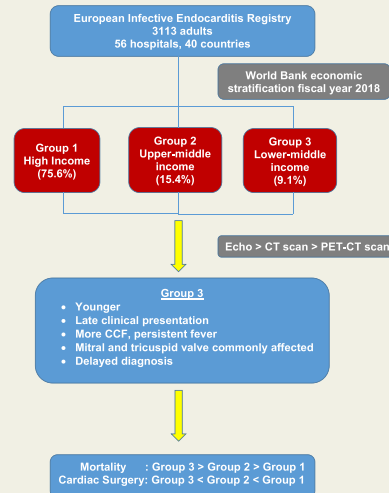 European Infective Endocarditis Registry
3113 adults
56 hospitals, 40 countries
World Bank economic
stratification fiscal year 2018
Group 1
High Income
(75.6%)
Group 2
Upper-middle
income
(15.4%)
Group 3
Lower-middle
income
(9.1%)
Echo > CT scan > PET-CT scan
Group 3
• Younger
• Late clinical presentation
• More CCF, persistent fever
• Mitral and tricuspid valve commonly affected
• Delayed diagnosis
Mortality : Group 3 > Group 2 > Group 1
Cardiac Surgery: Group 3 < Group 2 < Group 1